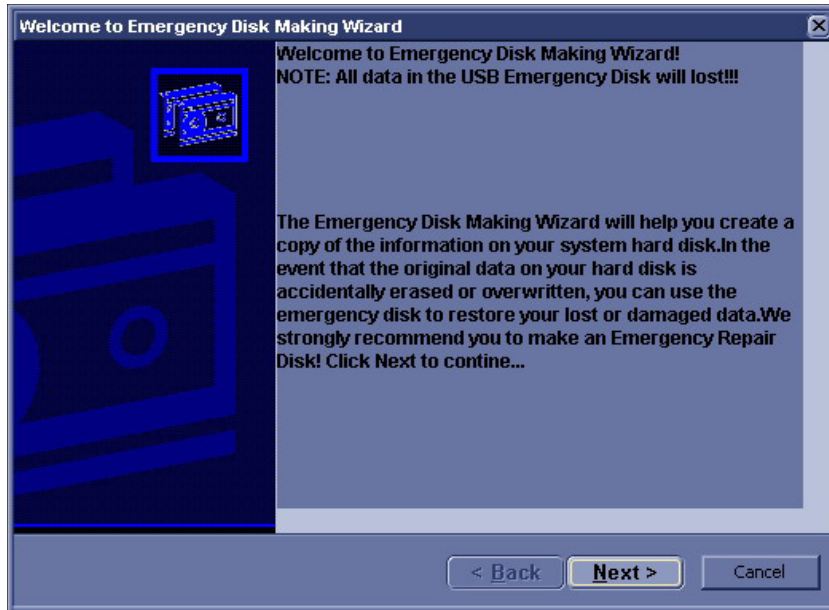 Welcome to Emergency Disk Making Wizard
Welcome to Emergency Disk Making Wizard!
NOTE: All data in the USB Emergency Disk will lost!!!
The Emergency Disk Making Wizard will help you create a
copy of the information on your system hard disk.In the
event that the original data on your hard disk is
accidentally erased or overwritten, you can use the
emergency disk to restore your lost or damaged data.We
strongly recommend you to make an Emergency Repair
Disk! Click Next to contine...
< Back Next > Cancel